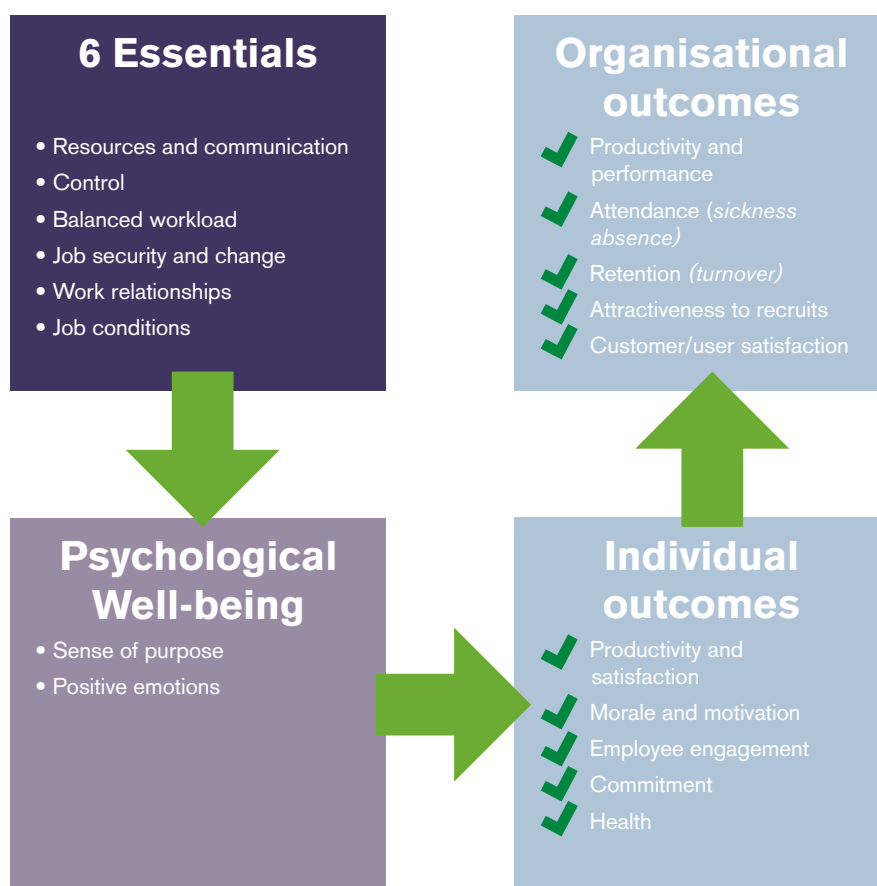 6 Essentials
• Resources and communication
• Control
• Balanced workload
• Job security and change
• Work relationships
• Job conditions
Psychological
Well-being
• Sense of purpose
• Positive emotions
Individual
outcomes
Productivity and
satisfaction
Morale and motivation
Employee engagement
Commitment
Health
Organisational
outcomes
Productivity and
performance
Attendance (sickness
absence)
Retention (turnover)
Attractiveness to recruits
Customer/user satisfaction